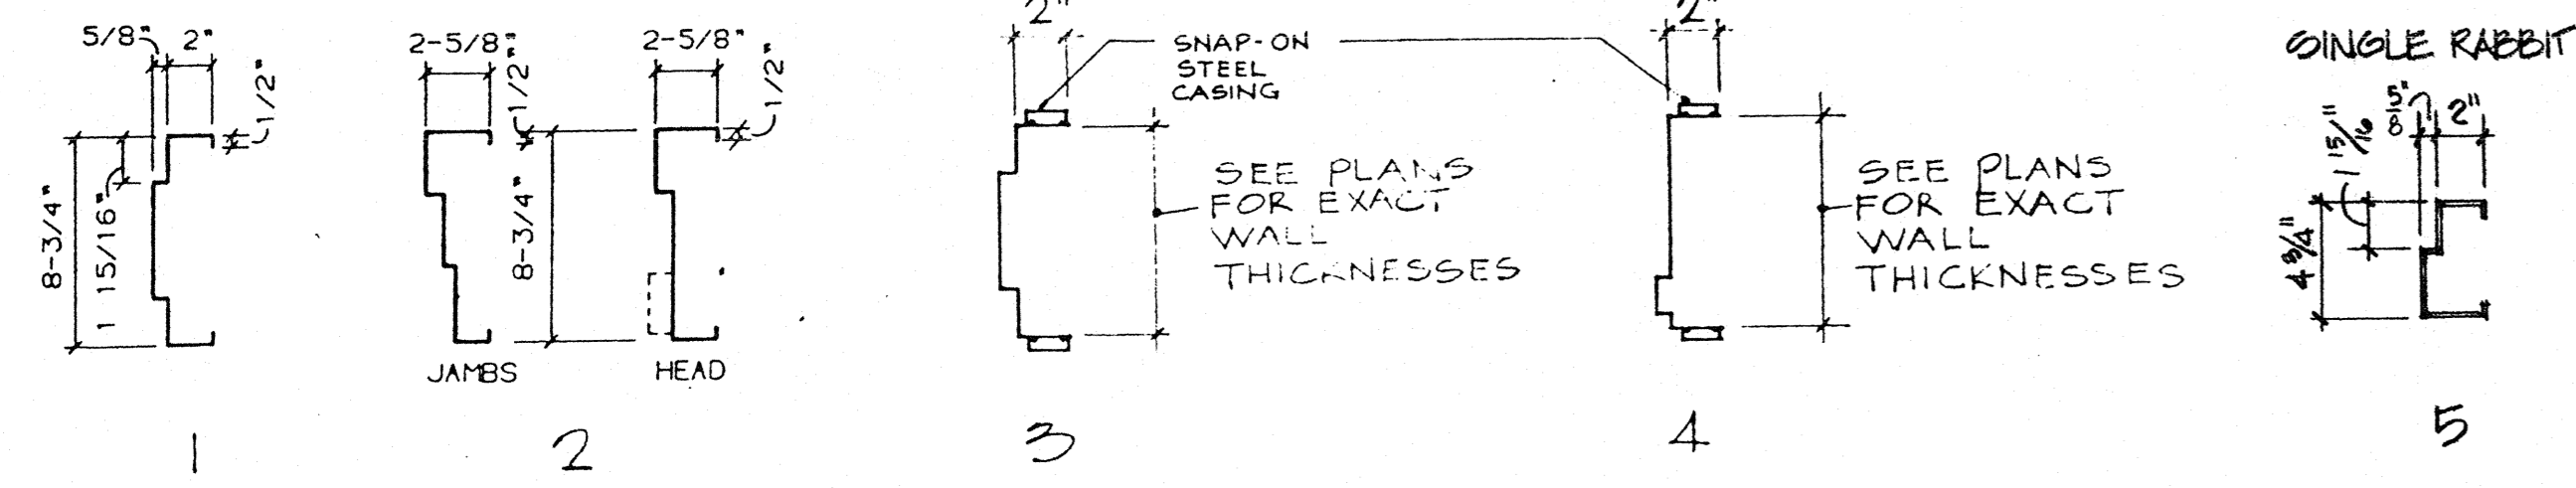 5/8"
2"
1/2"
8-3/4"
1 15/16"
1
2-5/8"
1/2"
2-5/8"
1/2"
8-3/4"
JAMBS
HEAD
2
2"
SNAP-ON
STEEL
CASING
SEE PLANS
FOR EXACT
WALL
THICKNESSES
3
2"
SEE PLANS
FOR EXACT
WALL
THICKNESSES
4
SINGLE RABBIT
5/8"
2"
1 15/16"
4 3/4"
5